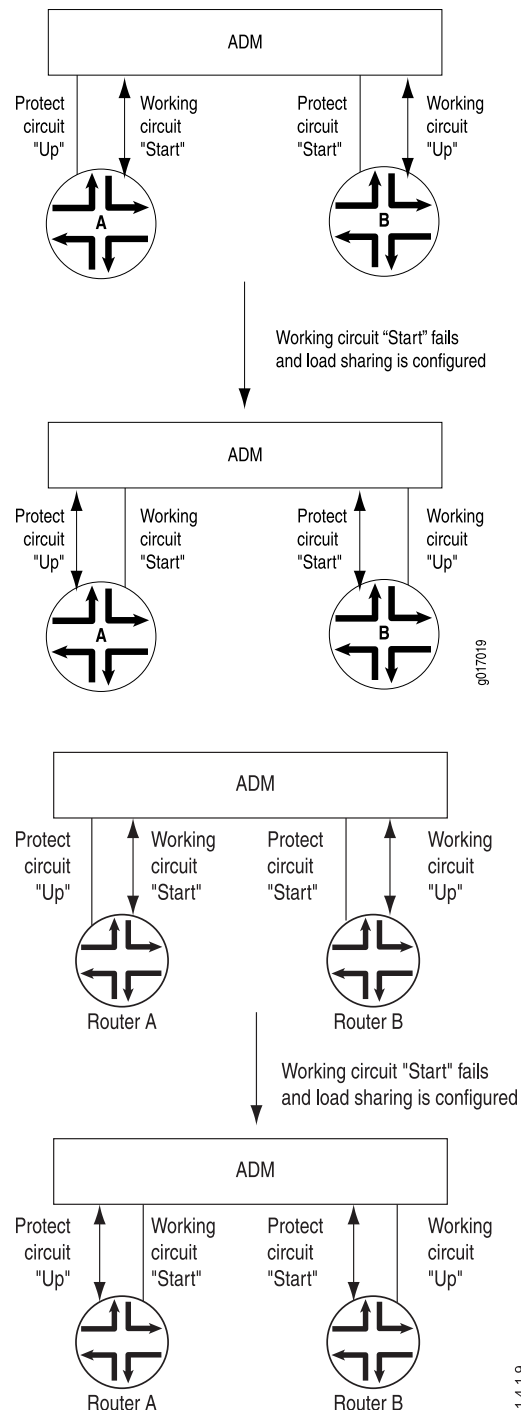 ADM
Protect
circuit
"Up"
Working
circuit
"Start"
Protect
circuit
"Start"
Working
circuit
"Up"
A
B
Working circuit “Start” fails
and load sharing is configured
ADM
Protect
circuit
"Up"
Working
circuit
"Start"
Protect
circuit
"Start"
Working
circuit
"Up"
A
B
g017019
ADM
Protect
circuit
"Up"
Working
circuit
"Start"
Protect
circuit
"Start"
Working
circuit
"Up"
Router A
Router B
Working circuit "Start" fails
and load sharing is configured
ADM
Protect
circuit
"Up"
Working
circuit
"Start"
Protect
circuit
"Start"
Working
circuit
"Up"
Router A
Router B
1419